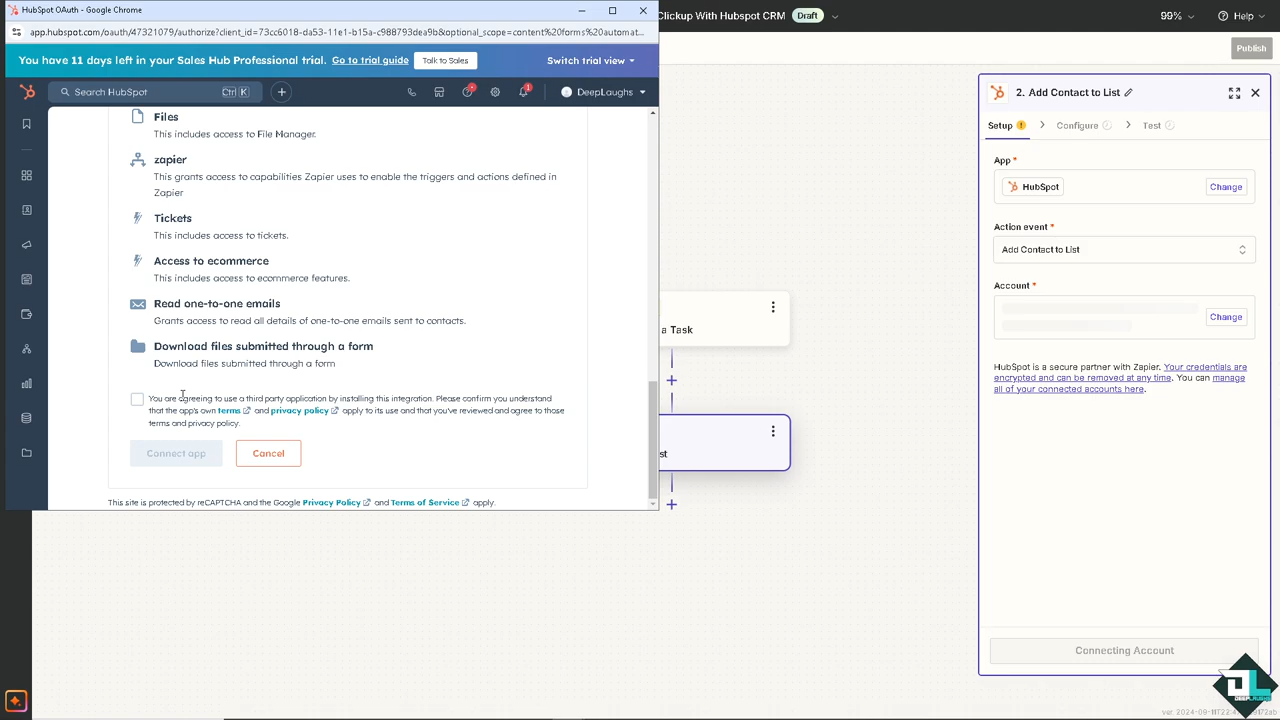 HubSpot OAuth - Google Chrome
Clickup With Hubspot CRM Draft
99%
Help
app.hubspot.com/oauth/47321079/authorize?client_id=73cc6018-da53-11e1-b15a-c988793dea9b&optional_scope=content%20forms%20automat...
Publish
You have 11 days left in your Sales Hub Professional trial. Go to trial guide Talk to Sales Switch trial view
Search HubSpot Ctrl K
DeepLaughs
Files
This includes access to File Manager.
zapier
This grants access to capabilities Zapier uses to enable the triggers and actions defined in
Zapier
Tickets
This includes access to tickets.
Access to ecommerce
This includes access to ecommerce features.
Read one-to-one emails
Grants access to read all details of one-to-one emails sent to contacts.
Download files submitted through a form
Download files submitted through a form
You are agreeing to use a third party application by installing this integration. Please confirm you understand
that the app's own terms and privacy policy apply to its use and that you've reviewed and agree to those
terms and privacy policy.
Connect app Cancel
This site is protected by reCAPTCHA and the Google Privacy Policy and Terms of Service apply.
a Task
st
2. Add Contact to List
Setup Configure Test
App *
HubSpot Change
Action event *
Add Contact to List
Account *
Change
HubSpot is a secure partner with Zapier. Your credentials are
encrypted and can be removed at any time. You can manage
all of your connected accounts here.
Connecting Account